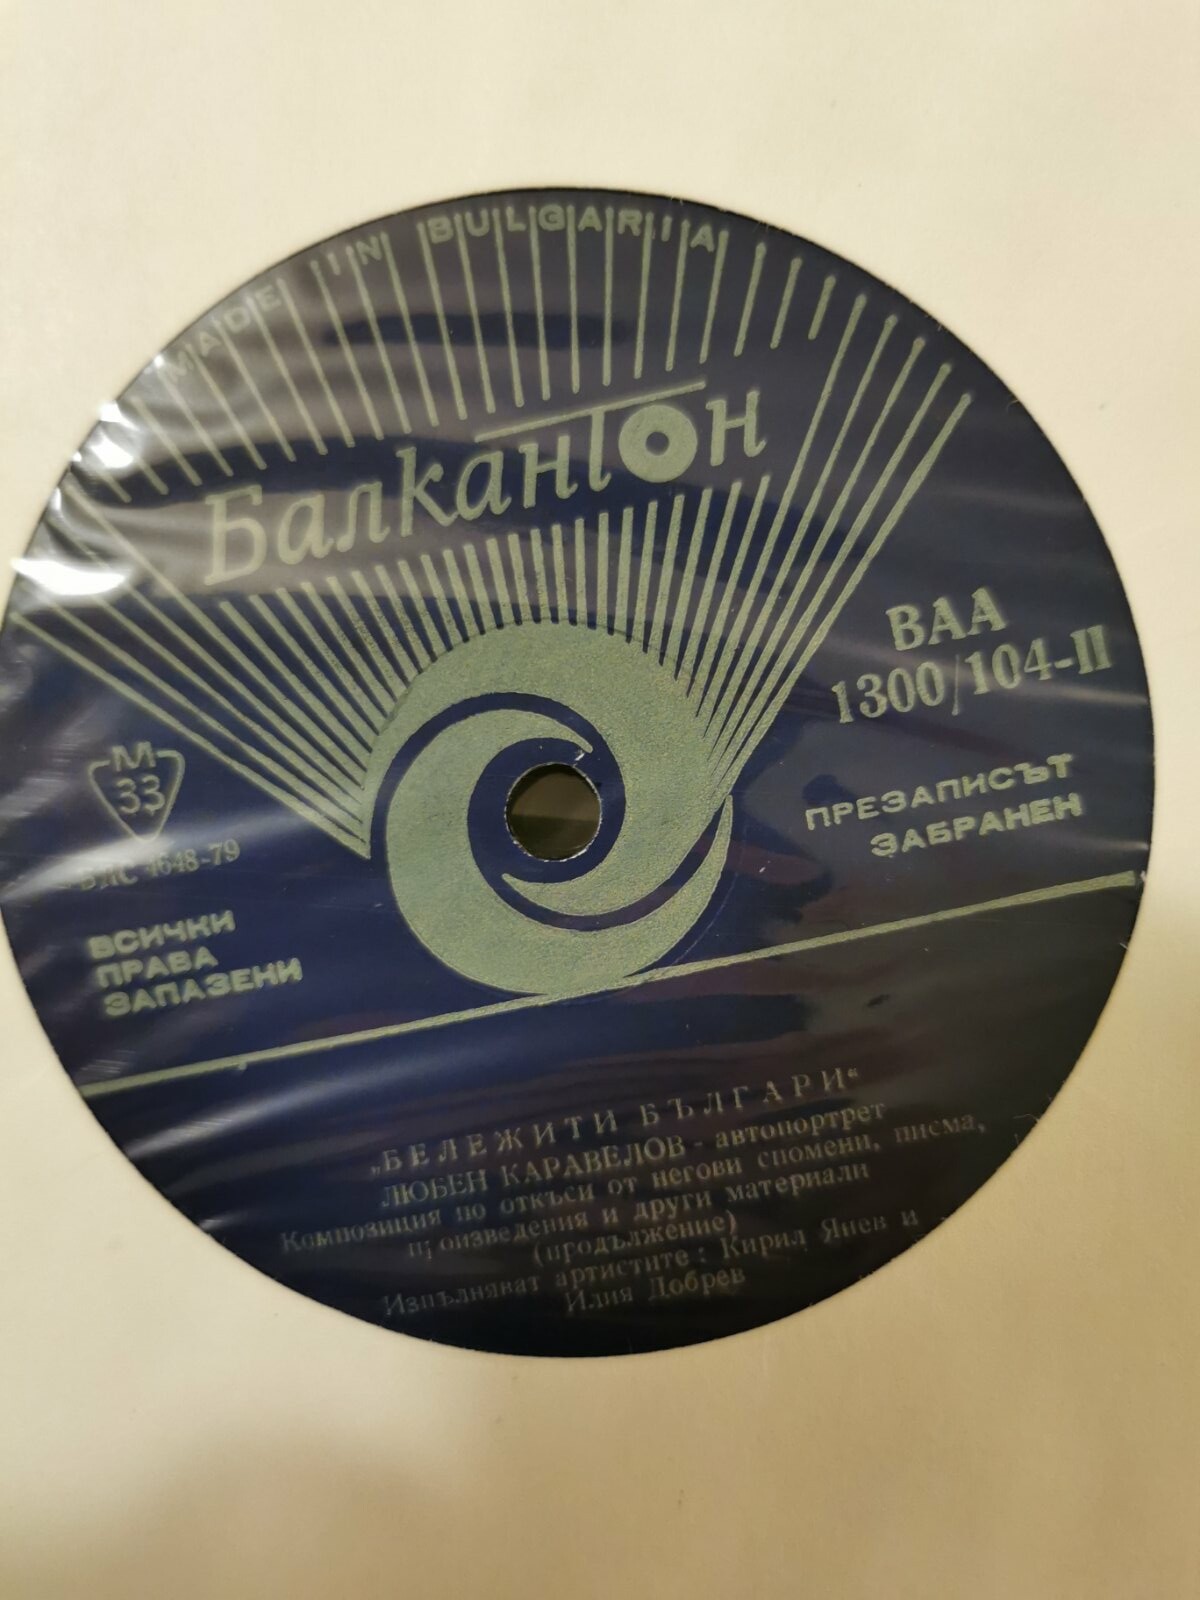 MADE IN BULGARIA
Балкантон
ВАА
1300/104-II
М
33
4648-79
ПРЕЗАПИСЪТ
ЗАБРАНЕН
ВСИЧКИ
ПРАВА
ЗАПАЗЕНИ
„БЕЛЕЖИТИ БЪЛГАРИ“
ЛЮБЕН КАРАВЕЛОВ - автопортрет
Композиция по откъси от негови спомени, писма,
произведения и други материали
(продължение)
Изпълняват артистите: Кирил Янев и
Илия Добрев